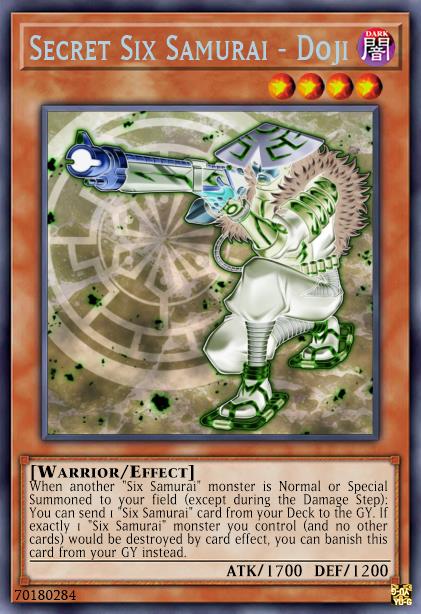 Secret Six Samurai - Doji
DARK
闇
[Warrior/Effect]
When another "Six Samurai" monster is Normal or Special
Summoned to your field (except during the Damage Step):
You can send 1 "Six Samurai" card from your Deck to the GY. If
exactly 1 "Six Samurai" monster you control (and no other
cards) would be destroyed by card effect, you can banish this
card from your GY instead.
ATK/1700 DEF/1200
70180284